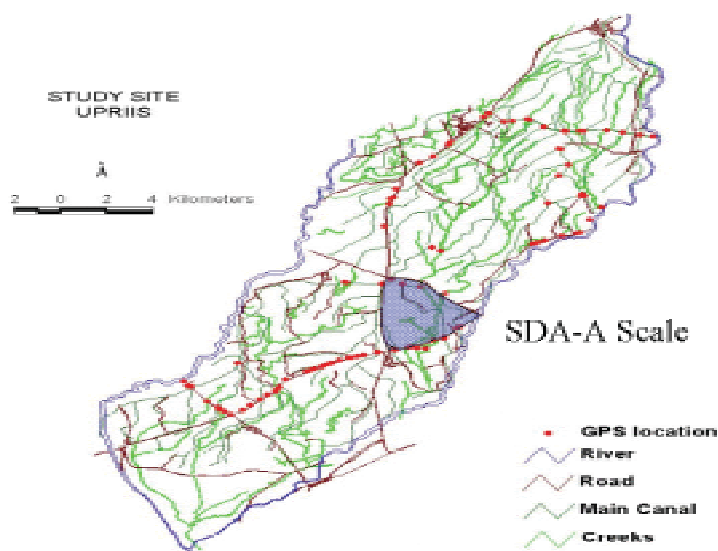 STUDY SITE
UPRIIS
2 0 2 4 Kilometers
SDA-A Scale
GPS location
River
Road
Main Canal
Creeks